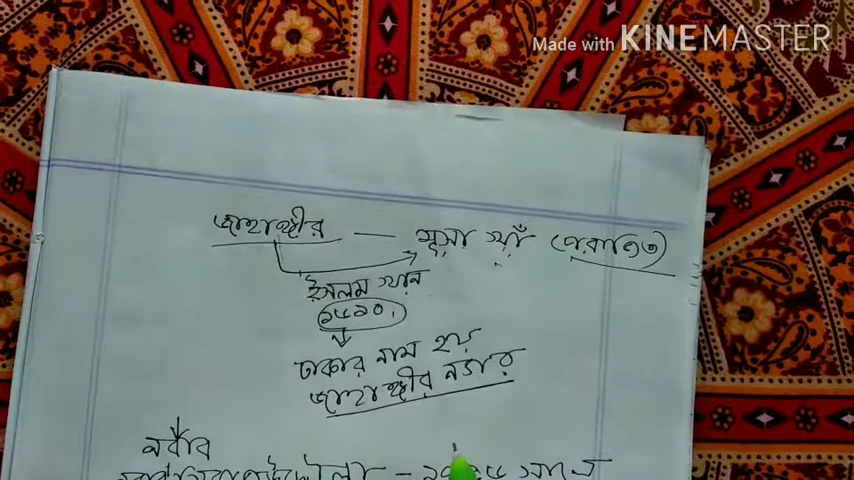 Made with KINEMASTER
জাহাঙ্গীর — মূসা খাঁ (পরাজিত)
ইসলাম খান
১৬১০
ঢাকার নাম হয়
জাহাঙ্গীর নগর
নবাব